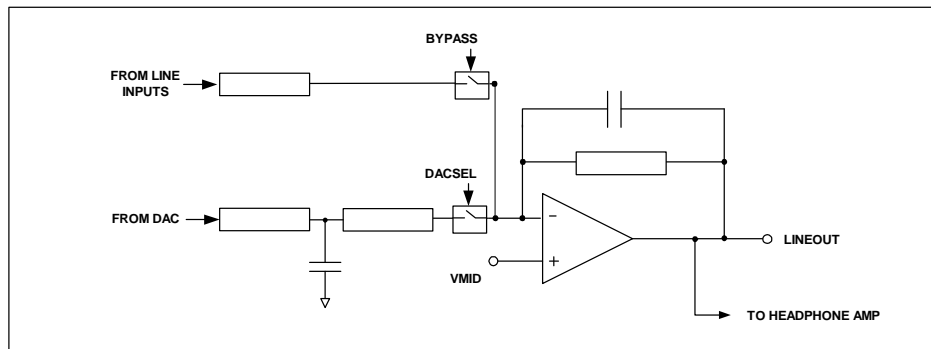 BYPASS
FROM LINE
INPUTS
DACSEL
FROM DAC
−
+
VMID
LINEOUT
TO HEADPHONE AMP